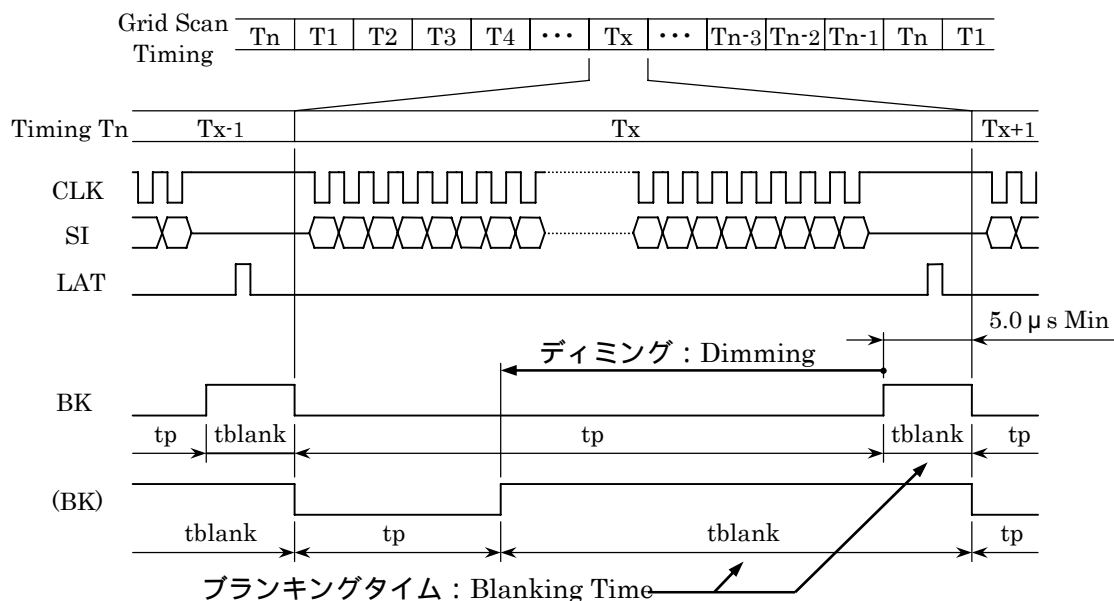 Grid Scan
Timing
Tn T1 T2 T3 T4 ··· Tx ··· Tn-3 Tn-2 Tn-1 Tn T1
Timing Tn Tx-1 Tx Tx+1
CLK
SI
LAT
5.0μs Min
ディミング：Dimming
BK
tp tblank tp tblank tp
(BK)
tblank tp tblank tp
ブランキングタイム：Blanking Time